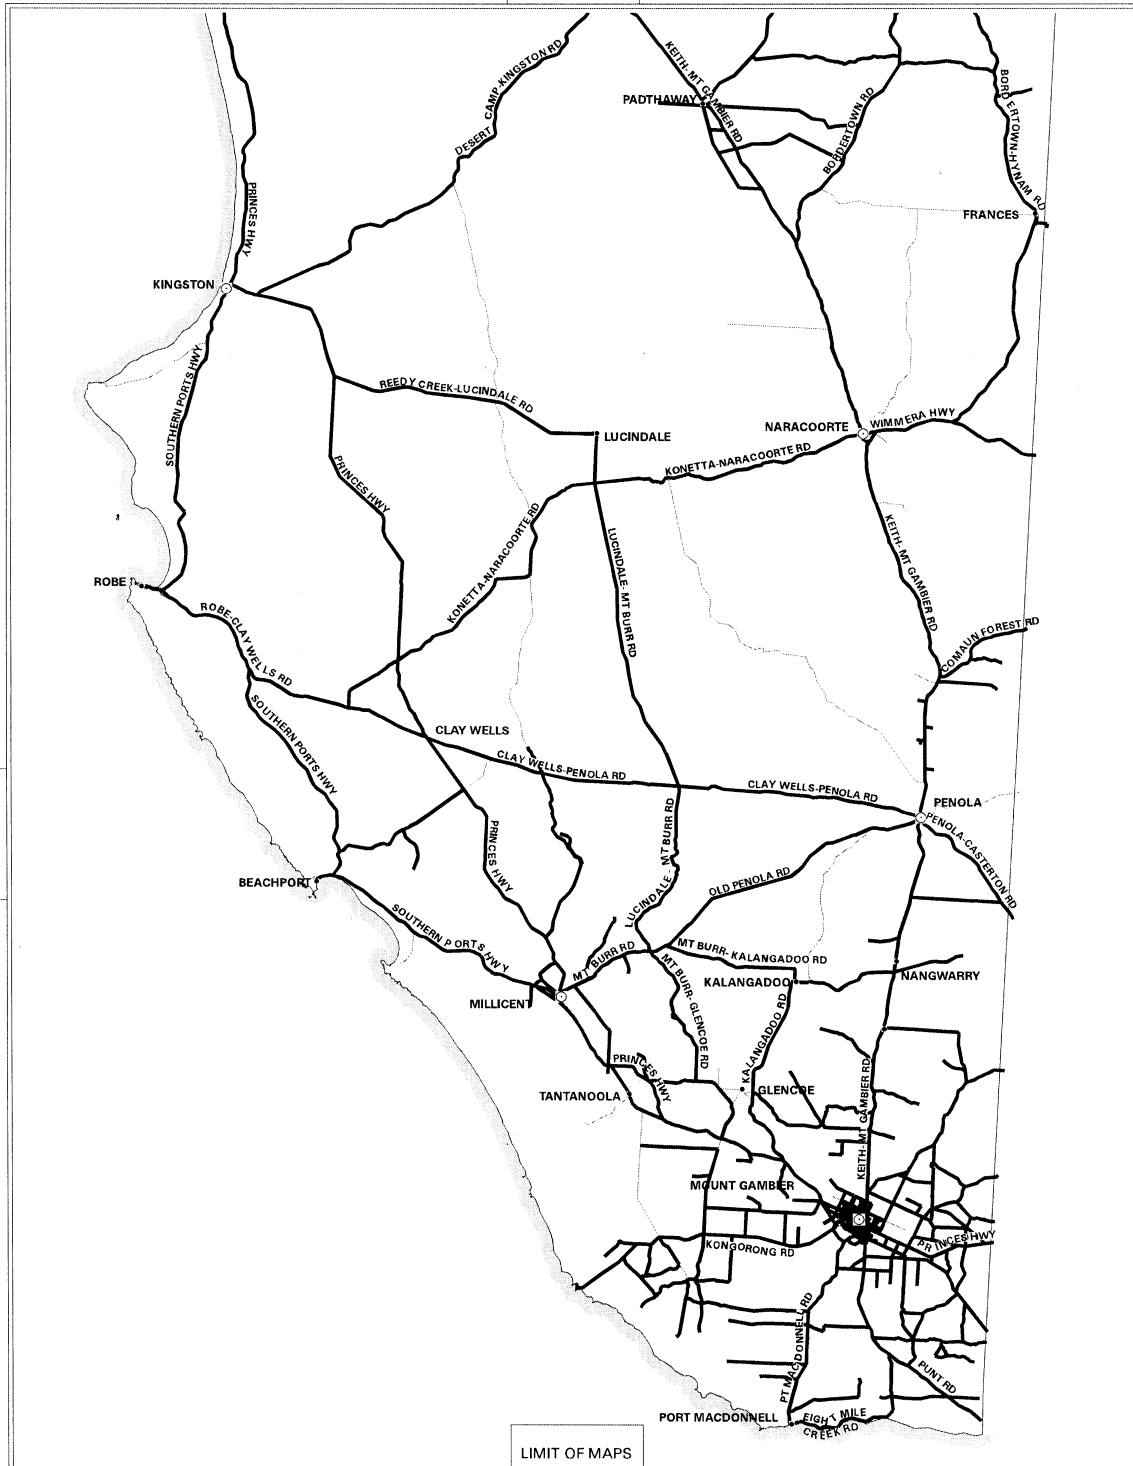 CAMP-KINGSTON RD
DESERT
KEITH-MT GAMBIER RD
PADTHAWAY
BORDERTOWN RD
BORDERTOWN-HYNAM RD
FRANCES
PRINCES HWY
KINGSTON
SOUTHERN PORTS HWY
REEDY CREEK-LUCINDALE RD
LUCINDALE
NARACOORTE
WIMMERA HWY
KONETTA-NARACOORTE RD
PRINCES HWY
KONETTA-NARACOORTE RD
LUCINDALE-MT BURR RD
KEITH-MT GAMBIER RD
ROBE
ROBE-CLAY WELLS RD
COMAUN FOREST RD
SOUTHERN PORTS HWY
CLAY WELLS
CLAY WELLS-PENOLA RD
CLAY WELLS-PENOLA RD
PENOLA
PENOLA-CASTERTON RD
PRINCES HWY
LUCINDALE-MT BURR RD
BEACHPORT
OLD PENOLA RD
SOUTHERN PORTS HWY
MT BURR RD
MT BURR-KALANGADOO RD
KALANGADOO
NANGWARRY
MILLICENT
MT BURR-GLENCOE RD
KALANGADOO RD
PRINCES HWY
TANTANOOLA
GLENCOE
KEITH-MT GAMBIER RD
MOUNT GAMBIER
KONGORONG RD
PRINCES HWY
PT MACDONNELL RD
PUNT RD
PORT MACDONNELL
EIGHT MILE
CREEK RD
LIMIT OF MAPS